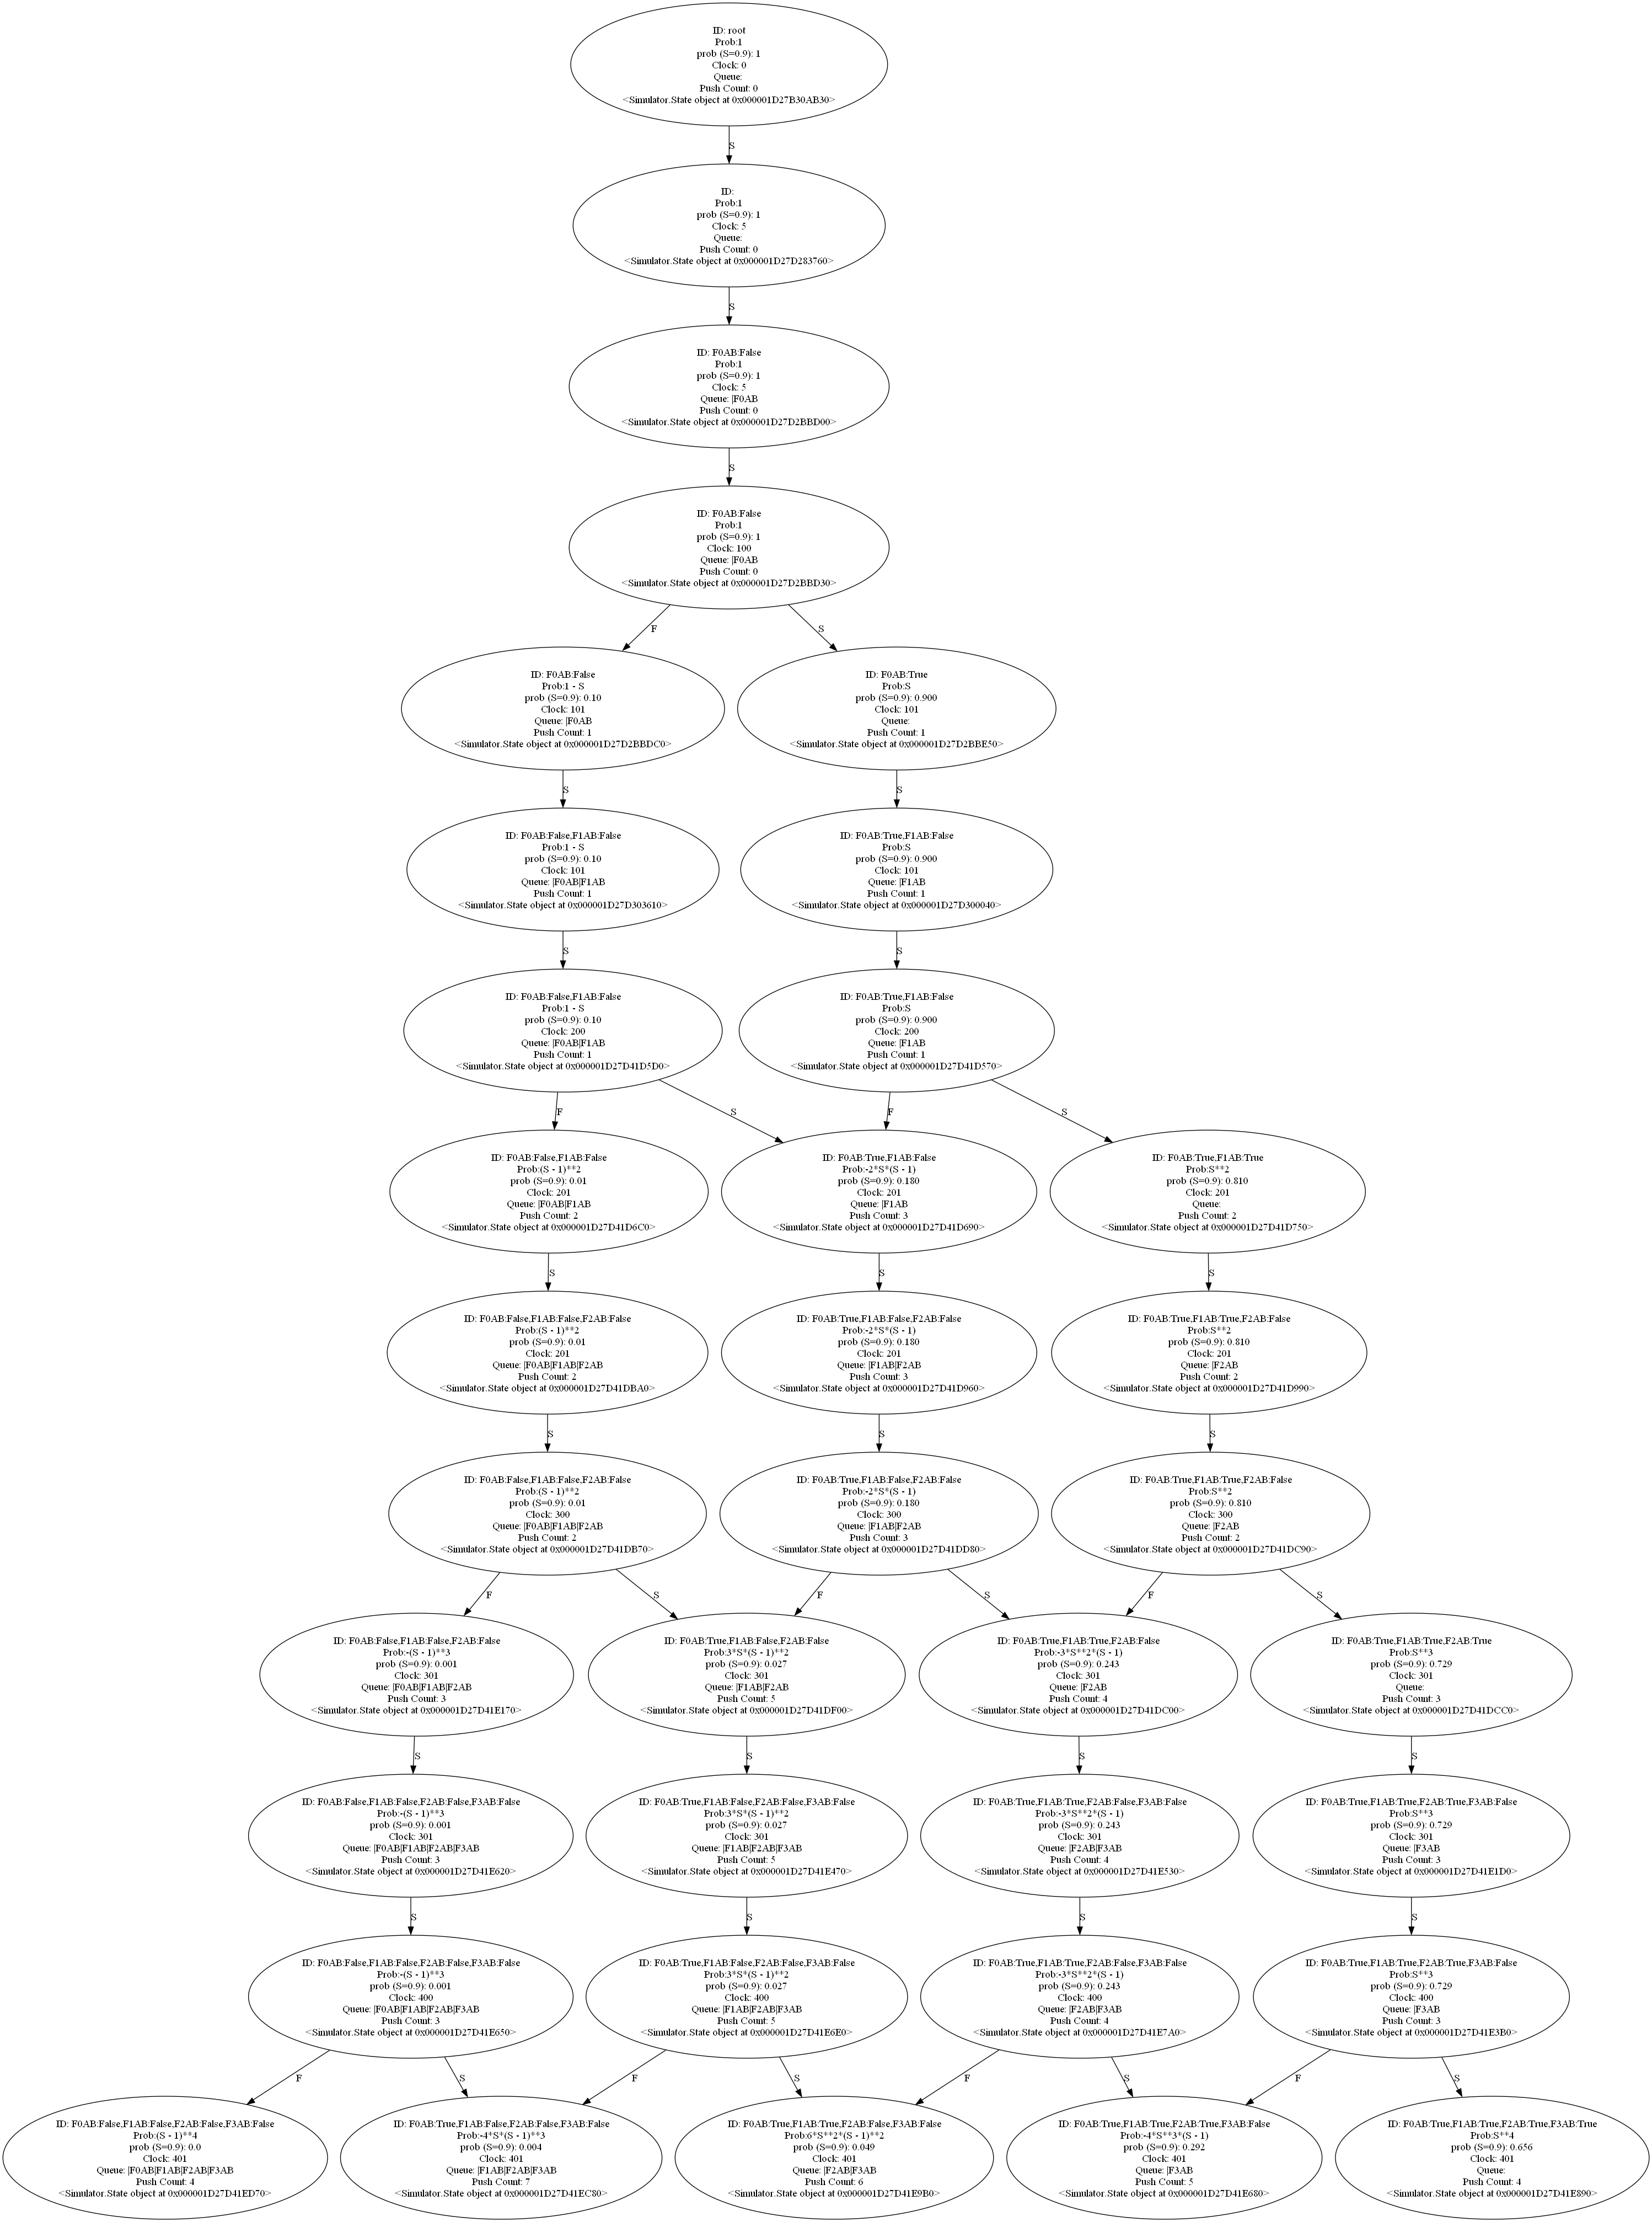 ID: root
Prob:1
prob (S=0.9): 1
Clock: 0
Queue:
Push Count: 0
<Simulator.State object at 0x000001D27B30AB30>
S
ID:
Prob:1
prob (S=0.9): 1
Clock: 5
Queue:
Push Count: 0
<Simulator.State object at 0x000001D27D283760>
S
ID: F0AB:False
Prob:1
prob (S=0.9): 1
Clock: 5
Queue: |F0AB
Push Count: 0
<Simulator.State object at 0x000001D27D2BBD00>
S
ID: F0AB:False
Prob:1
prob (S=0.9): 1
Clock: 100
Queue: |F0AB
Push Count: 0
<Simulator.State object at 0x000001D27D2BBD30>
F
S
ID: F0AB:False
Prob:1 - S
prob (S=0.9): 0.10
Clock: 101
Queue: |F0AB
Push Count: 1
<Simulator.State object at 0x000001D27D2BBDC0>
ID: F0AB:True
Prob:S
prob (S=0.9): 0.900
Clock: 101
Queue:
Push Count: 1
<Simulator.State object at 0x000001D27D2BBE50>
S
S
ID: F0AB:False,F1AB:False
Prob:1 - S
prob (S=0.9): 0.10
Clock: 101
Queue: |F0AB|F1AB
Push Count: 1
<Simulator.State object at 0x000001D27D303610>
ID: F0AB:True,F1AB:False
Prob:S
prob (S=0.9): 0.900
Clock: 101
Queue: |F1AB
Push Count: 1
<Simulator.State object at 0x000001D27D300040>
S
S
ID: F0AB:False,F1AB:False
Prob:1 - S
prob (S=0.9): 0.10
Clock: 200
Queue: |F0AB|F1AB
Push Count: 1
<Simulator.State object at 0x000001D27D41D5D0>
ID: F0AB:True,F1AB:False
Prob:S
prob (S=0.9): 0.900
Clock: 200
Queue: |F1AB
Push Count: 1
<Simulator.State object at 0x000001D27D41D570>
F
S
F
S
ID: F0AB:False,F1AB:False
Prob:(S - 1)**2
prob (S=0.9): 0.01
Clock: 201
Queue: |F0AB|F1AB
Push Count: 2
<Simulator.State object at 0x000001D27D41D6C0>
ID: F0AB:True,F1AB:False
Prob:-2*S*(S - 1)
prob (S=0.9): 0.180
Clock: 201
Queue: |F1AB
Push Count: 3
<Simulator.State object at 0x000001D27D41D690>
ID: F0AB:True,F1AB:True
Prob:S**2
prob (S=0.9): 0.810
Clock: 201
Queue:
Push Count: 2
<Simulator.State object at 0x000001D27D41D750>
S
S
S
ID: F0AB:False,F1AB:False,F2AB:False
Prob:(S - 1)**2
prob (S=0.9): 0.01
Clock: 201
Queue: |F0AB|F1AB|F2AB
Push Count: 2
<Simulator.State object at 0x000001D27D41DBA0>
ID: F0AB:True,F1AB:False,F2AB:False
Prob:-2*S*(S - 1)
prob (S=0.9): 0.180
Clock: 201
Queue: |F1AB|F2AB
Push Count: 3
<Simulator.State object at 0x000001D27D41D960>
ID: F0AB:True,F1AB:True,F2AB:False
Prob:S**2
prob (S=0.9): 0.810
Clock: 201
Queue: |F2AB
Push Count: 2
<Simulator.State object at 0x000001D27D41D990>
S
S
S
ID: F0AB:False,F1AB:False,F2AB:False
Prob:(S - 1)**2
prob (S=0.9): 0.01
Clock: 300
Queue: |F0AB|F1AB|F2AB
Push Count: 2
<Simulator.State object at 0x000001D27D41DB70>
ID: F0AB:True,F1AB:False,F2AB:False
Prob:-2*S*(S - 1)
prob (S=0.9): 0.180
Clock: 300
Queue: |F1AB|F2AB
Push Count: 3
<Simulator.State object at 0x000001D27D41DD80>
ID: F0AB:True,F1AB:True,F2AB:False
Prob:S**2
prob (S=0.9): 0.810
Clock: 300
Queue: |F2AB
Push Count: 2
<Simulator.State object at 0x000001D27D41DC90>
F
S
F
S
F
S
ID: F0AB:False,F1AB:False,F2AB:False
Prob:-(S - 1)**3
prob (S=0.9): 0.001
Clock: 301
Queue: |F0AB|F1AB|F2AB
Push Count: 3
<Simulator.State object at 0x000001D27D41E170>
ID: F0AB:True,F1AB:False,F2AB:False
Prob:3*S*(S - 1)**2
prob (S=0.9): 0.027
Clock: 301
Queue: |F1AB|F2AB
Push Count: 5
<Simulator.State object at 0x000001D27D41DF00>
ID: F0AB:True,F1AB:True,F2AB:False
Prob:-3*S**2*(S - 1)
prob (S=0.9): 0.243
Clock: 301
Queue: |F2AB
Push Count: 4
<Simulator.State object at 0x000001D27D41DC00>
ID: F0AB:True,F1AB:True,F2AB:True
Prob:S**3
prob (S=0.9): 0.729
Clock: 301
Queue:
Push Count: 3
<Simulator.State object at 0x000001D27D41DCC0>
S
S
S
S
ID: F0AB:False,F1AB:False,F2AB:False,F3AB:False
Prob:-(S - 1)**3
prob (S=0.9): 0.001
Clock: 301
Queue: |F0AB|F1AB|F2AB|F3AB
Push Count: 3
<Simulator.State object at 0x000001D27D41E620>
ID: F0AB:True,F1AB:False,F2AB:False,F3AB:False
Prob:3*S*(S - 1)**2
prob (S=0.9): 0.027
Clock: 301
Queue: |F1AB|F2AB|F3AB
Push Count: 5
<Simulator.State object at 0x000001D27D41E470>
ID: F0AB:True,F1AB:True,F2AB:False,F3AB:False
Prob:-3*S**2*(S - 1)
prob (S=0.9): 0.243
Clock: 301
Queue: |F2AB|F3AB
Push Count: 4
<Simulator.State object at 0x000001D27D41E530>
ID: F0AB:True,F1AB:True,F2AB:True,F3AB:False
Prob:S**3
prob (S=0.9): 0.729
Clock: 301
Queue: |F3AB
Push Count: 3
<Simulator.State object at 0x000001D27D41E1D0>
S
S
S
S
ID: F0AB:False,F1AB:False,F2AB:False,F3AB:False
Prob:-(S - 1)**3
prob (S=0.9): 0.001
Clock: 400
Queue: |F0AB|F1AB|F2AB|F3AB
Push Count: 3
<Simulator.State object at 0x000001D27D41E650>
ID: F0AB:True,F1AB:False,F2AB:False,F3AB:False
Prob:3*S*(S - 1)**2
prob (S=0.9): 0.027
Clock: 400
Queue: |F1AB|F2AB|F3AB
Push Count: 5
<Simulator.State object at 0x000001D27D41E6E0>
ID: F0AB:True,F1AB:True,F2AB:False,F3AB:False
Prob:-3*S**2*(S - 1)
prob (S=0.9): 0.243
Clock: 400
Queue: |F2AB|F3AB
Push Count: 4
<Simulator.State object at 0x000001D27D41E7A0>
ID: F0AB:True,F1AB:True,F2AB:True,F3AB:False
Prob:S**3
prob (S=0.9): 0.729
Clock: 400
Queue: |F3AB
Push Count: 3
<Simulator.State object at 0x000001D27D41E3B0>
F
S
F
S
F
S
F
S
ID: F0AB:False,F1AB:False,F2AB:False,F3AB:False
Prob:(S - 1)**4
prob (S=0.9): 0.0
Clock: 401
Queue: |F0AB|F1AB|F2AB|F3AB
Push Count: 4
<Simulator.State object at 0x000001D27D41ED70>
ID: F0AB:True,F1AB:False,F2AB:False,F3AB:False
Prob:-4*S*(S - 1)**3
prob (S=0.9): 0.004
Clock: 401
Queue: |F1AB|F2AB|F3AB
Push Count: 7
<Simulator.State object at 0x000001D27D41EC80>
ID: F0AB:True,F1AB:True,F2AB:False,F3AB:False
Prob:6*S**2*(S - 1)**2
prob (S=0.9): 0.049
Clock: 401
Queue: |F2AB|F3AB
Push Count: 6
<Simulator.State object at 0x000001D27D41E9B0>
ID: F0AB:True,F1AB:True,F2AB:True,F3AB:False
Prob:-4*S**3*(S - 1)
prob (S=0.9): 0.292
Clock: 401
Queue: |F3AB
Push Count: 5
<Simulator.State object at 0x000001D27D41E680>
ID: F0AB:True,F1AB:True,F2AB:True,F3AB:True
Prob:S**4
prob (S=0.9): 0.656
Clock: 401
Queue:
Push Count: 4
<Simulator.State object at 0x000001D27D41E890>